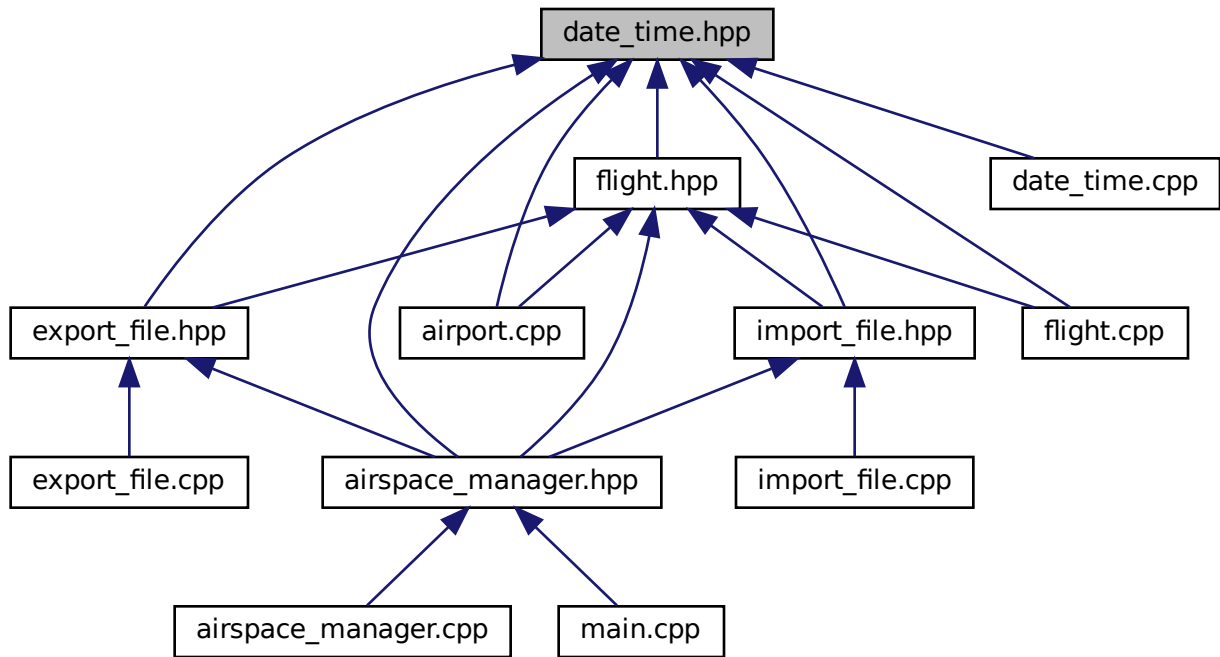 date_time.hpp
flight.hpp
date_time.cpp
export_file.hpp
airport.cpp
import_file.hpp
flight.cpp
export_file.cpp
airspace_manager.hpp
import_file.cpp
airspace_manager.cpp
main.cpp